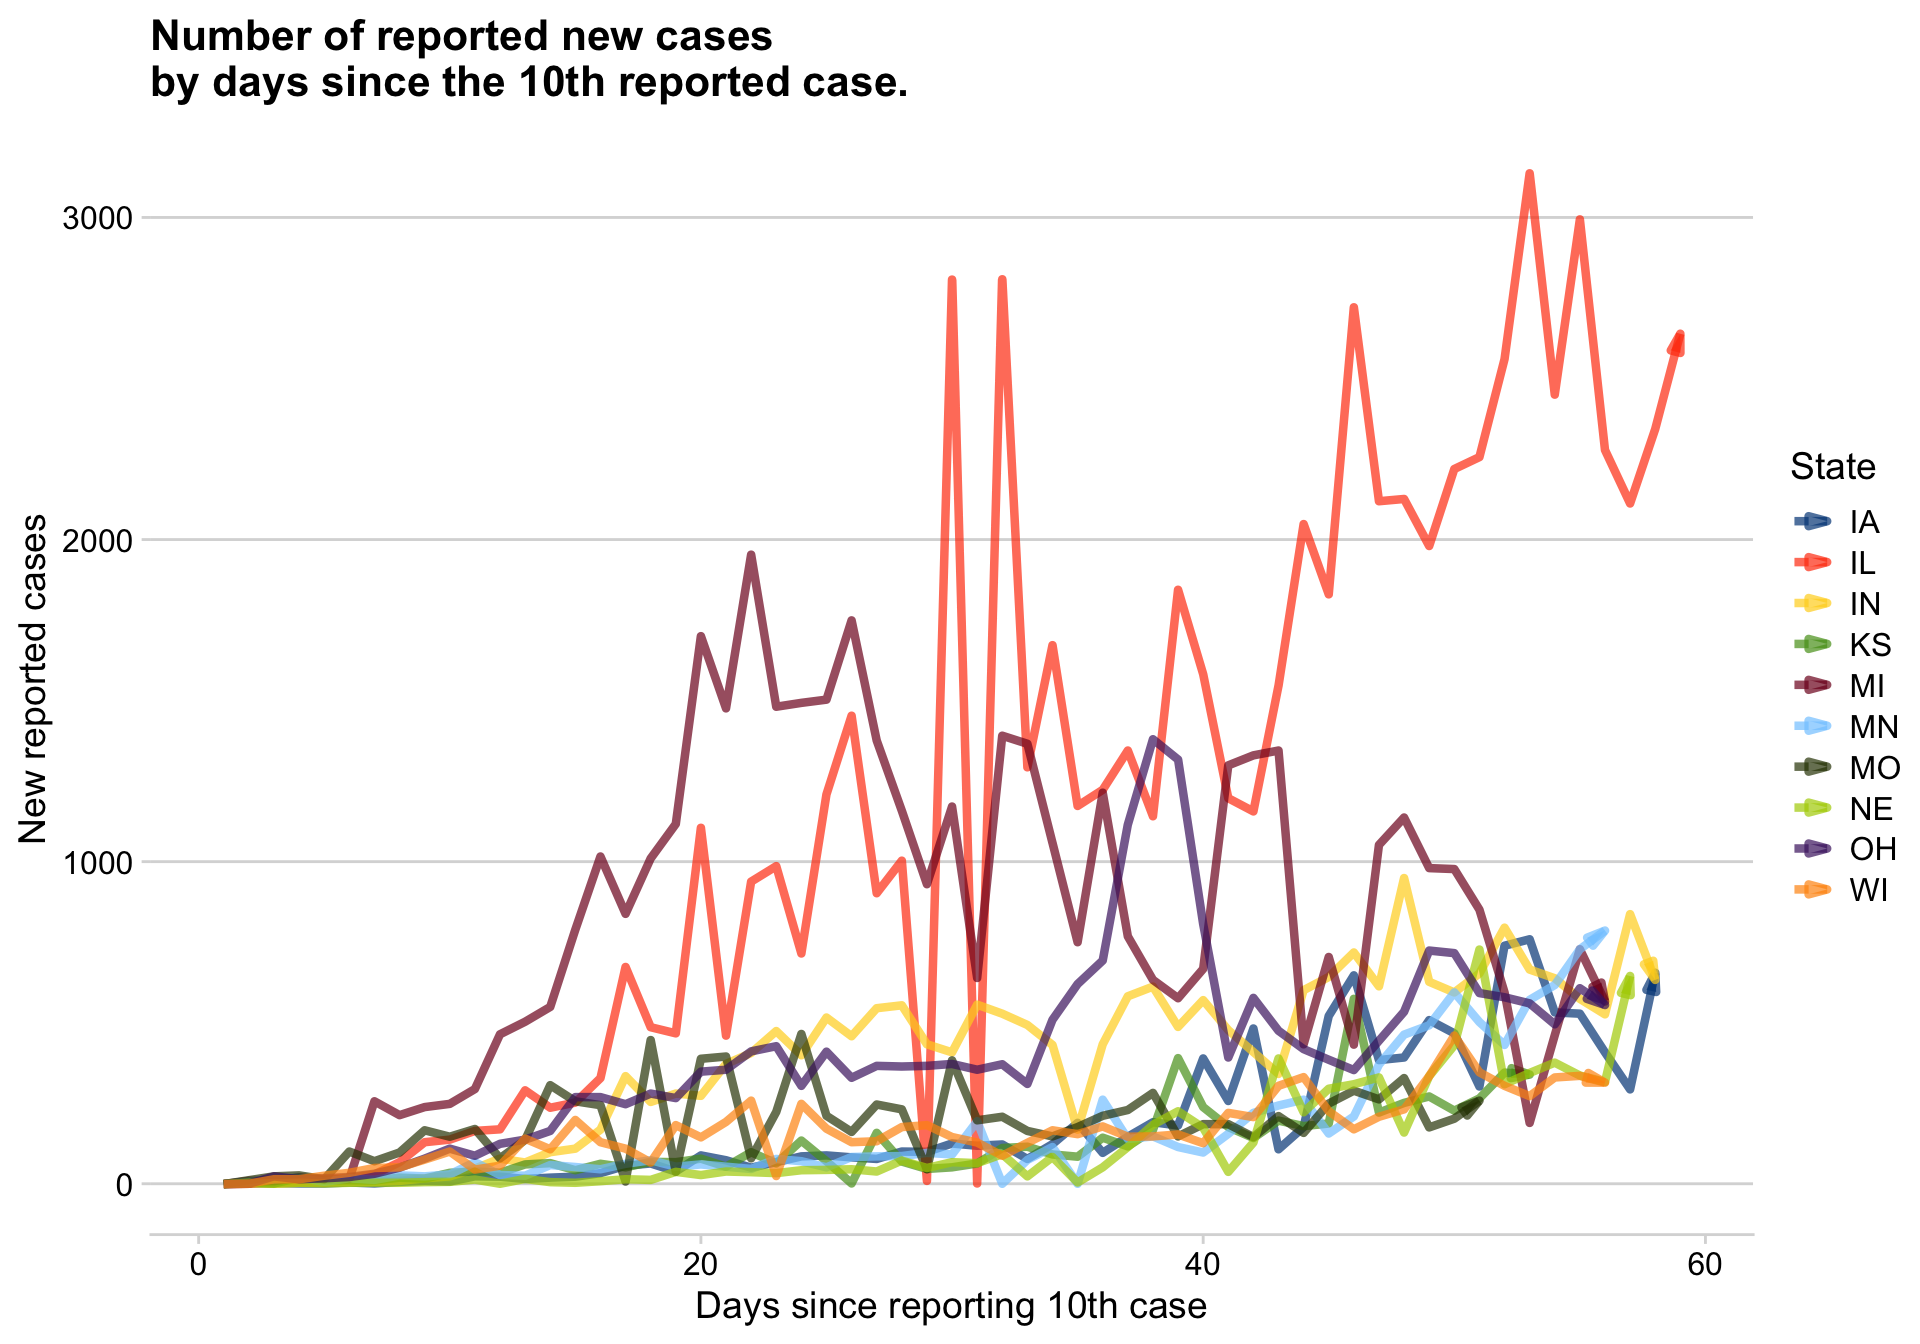 Number of reported new cases
by days since the 10th reported case.
3000
2000
1000
0
New reported cases
0
20
40
60
Days since reporting 10th case
State
IA
IL
IN
KS
MI
MN
MO
NE
OH
WI